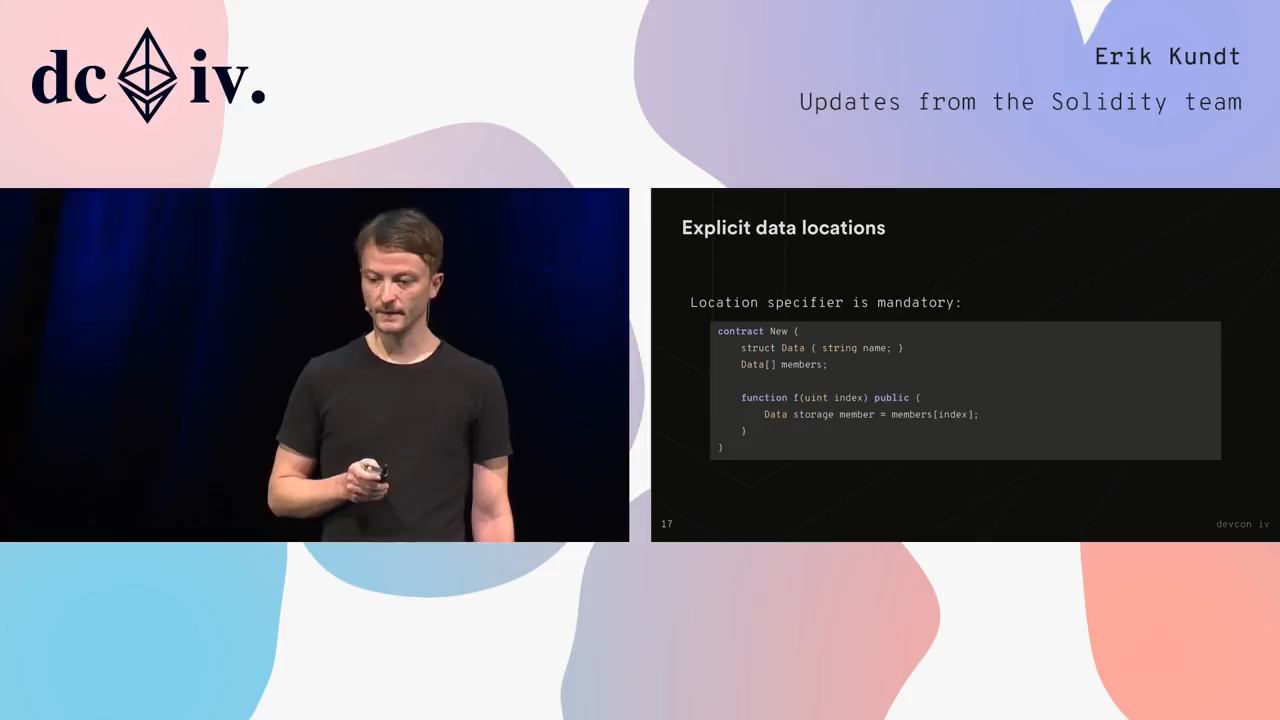 dc iv.
Erik Kundt
Updates from the Solidity team
Explicit data locations
Location specifier is mandatory:
contract New {
    struct Data { string name; }
    Data[] members;

    function f(uint index) public {
        Data storage member = members[index];
    }
}
17
devcon iv